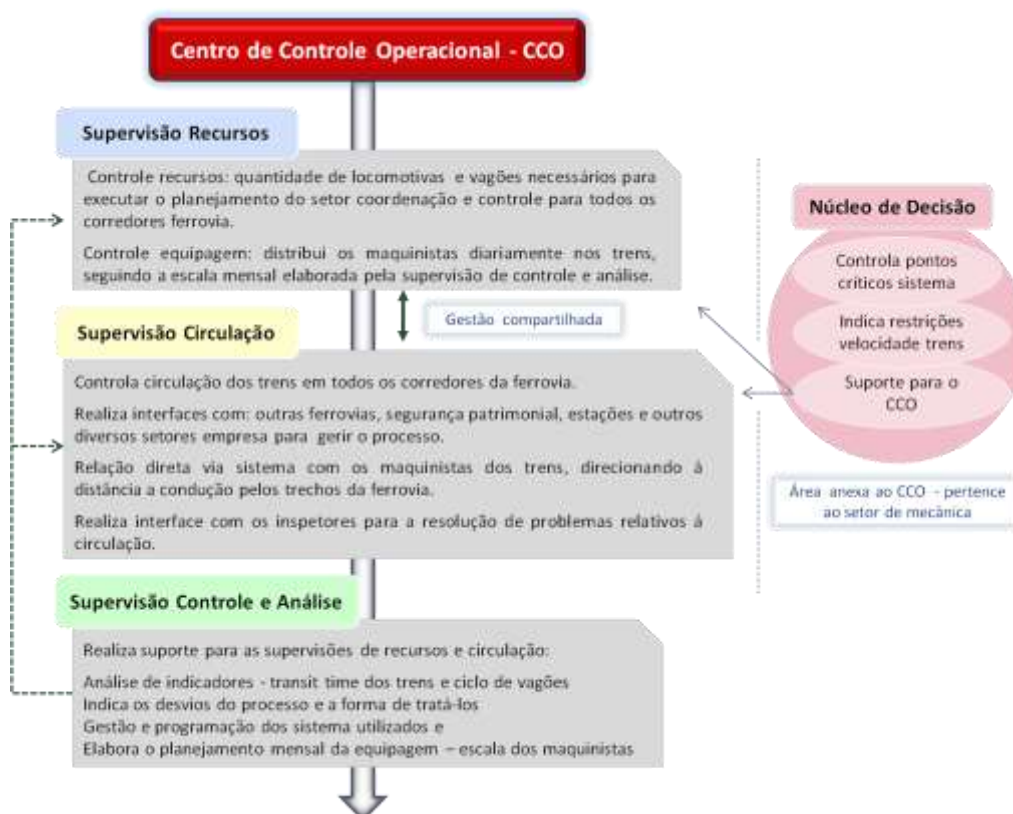 Centro de Controle Operacional - CCO
Supervisão Recursos
Controle recursos: quantidade de locomotivas e vagões necessários para
executar o planejamento do setor coordenação e controle para todos os
corredores ferrovia.
Controle equipagem: distribui os maquinistas diariamente nos trens,
seguindo a escala mensal elaborada pela supervisão de controle e análise.
Gestão compartilhada
Supervisão Circulação
Controla circulação dos trens em todos os corredores da ferrovia.
Realiza interfaces com: outras ferrovias, segurança patrimonial, estações e outros
diversos setores empresa para gerir o processo.
Relação direta via sistema com os maquinistas dos trens, direcionando á
distância a condução pelos trechos da ferrovia.
Realiza interface com os inspetores para a resolução de problemas relativos á
circulação.
Supervisão Controle e Análise
Realiza suporte para as supervisões de recursos e circulação:
Análise de indicadores - transit time dos trens e ciclo de vagões
Indica os desvios do processo e a forma de tratá-los
Gestão e programação dos sistema utilizados e
Elabora o planejamento mensal da equipagem – escala dos maquinistas
Núcleo de Decisão
Controla pontos
críticos sistema
Indica restrições
velocidade trens
Suporte para o
CCO
Área anexa ao CCO - pertence
ao setor de mecânica